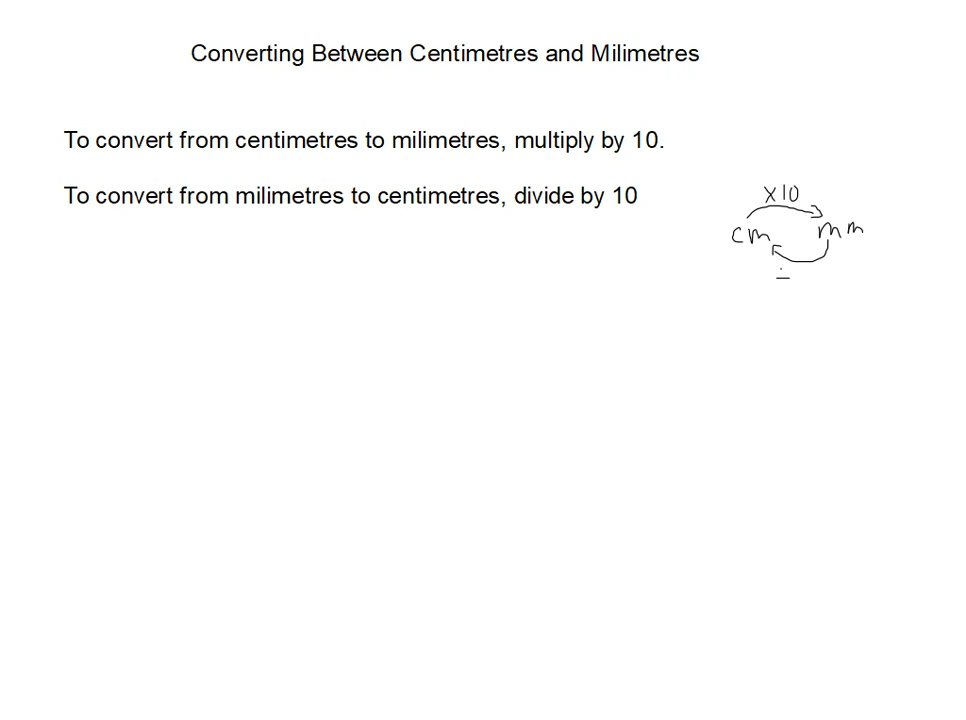 Converting Between Centimetres and Milimetres
To convert from centimetres to milimetres, multiply by 10.
To convert from milimetres to centimetres, divide by 10
X10
cm mm
÷